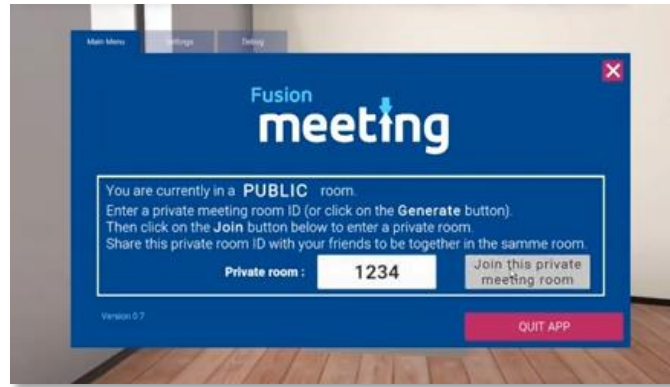 Main Menu Settings Debug
Fusion
meeting
You are currently in a PUBLIC room.
Enter a private meeting room ID (or click on the Generate button).
Then click on the Join button below to enter a private room.
Share this private room ID with your friends to be together in the samme room.
Private room : 1234 Join this private
meeting room
Version 0.7
QUIT APP